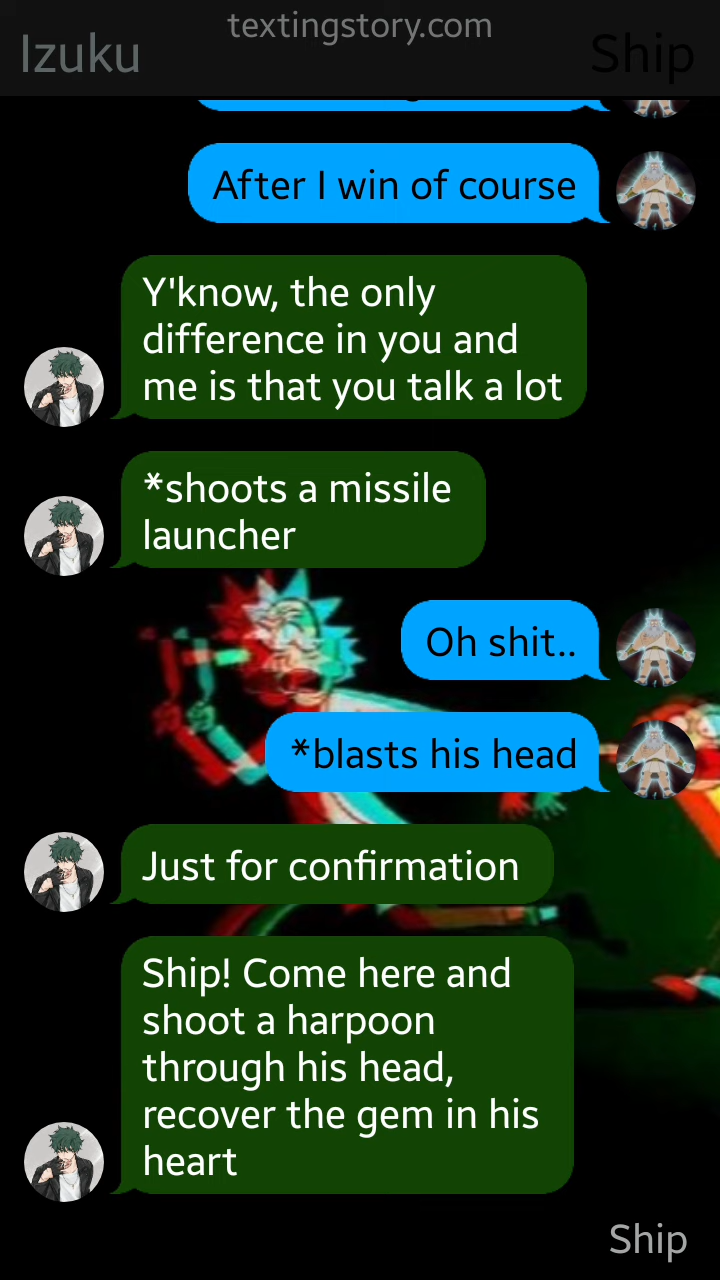 textingstory.com
Izuku
Ship
After I win of course
Y'know, the only
difference in you and
me is that you talk a lot
*shoots a missile
launcher
Oh shit..
*blasts his head
Just for confirmation
Ship! Come here and
shoot a harpoon
through his head,
recover the gem in his
heart
Ship